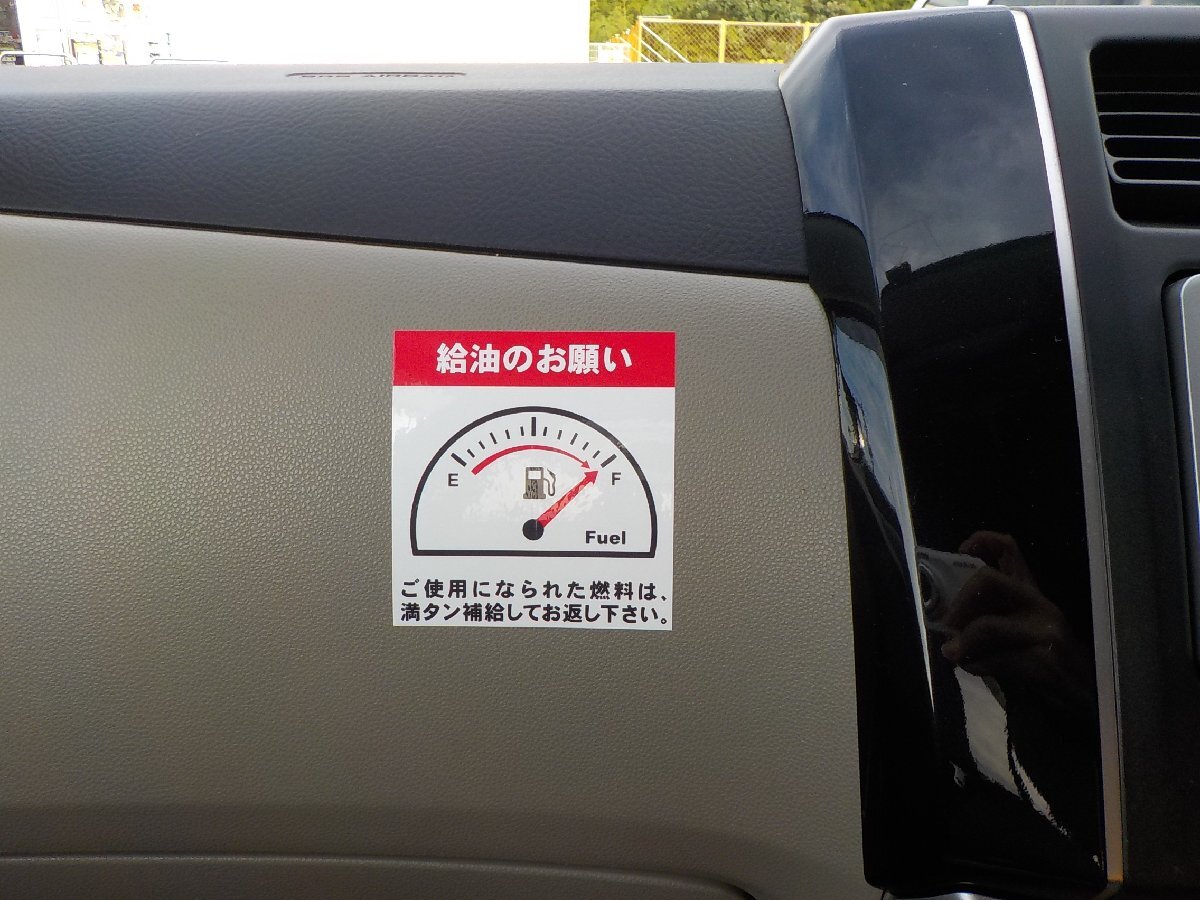 給油のお願い
E
F
Fuel
ご使用になられた燃料は、
満タン補給してお返し下さい。